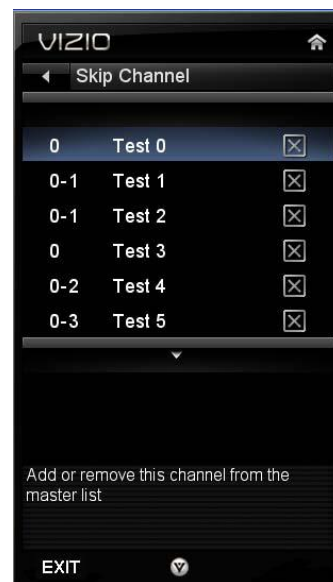 VIZIO
Skip Channel
0 Test 0
0-1 Test 1
0-1 Test 2
0 Test 3
0-2 Test 4
0-3 Test 5
Add or remove this channel from the
master list
EXIT V